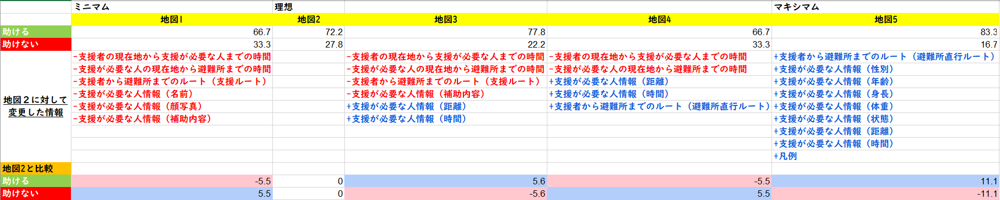 ミニマム 理想 マキシマム
地図1 地図2 地図3 地図4 地図5
助ける 66.7 72.2 77.8 66.7 83.3
助けない 33.3 27.8 22.2 33.3 16.7
-支援者の現在地から支援が必要な人までの時間 -支援者の現在地から支援が必要な人までの時間 -支援者の現在地から支援が必要な人までの時間 +支援者から避難所までのルート（避難所直行ルート）
-支援が必要な人の現在地から避難所までの時間 -支援が必要な人の現在地から避難所までの時間 -支援が必要な人の現在地から避難所までの時間 +支援が必要な人情報（性別）
-支援者から避難所までのルート（支援ルート） -支援者から避難所までのルート（支援ルート） +支援が必要な人情報（距離） +支援が必要な人情報（年齢）
-支援が必要な人情報（名前） -支援が必要な人情報（補助内容） +支援が必要な人情報（時間） +支援が必要な人情報（身長）
地図２に対して
-支援が必要な人情報（顔写真） +支援が必要な人情報（距離） +支援者から避難所までのルート（避難所直行ルート） +支援が必要な人情報（体重）
変更した情報
-支援が必要な人情報（補助内容） +支援が必要な人情報（時間） +支援が必要な人情報（状態）
+支援が必要な人情報（距離）
+支援が必要な人情報（時間）
+凡例
地図2と比較
助ける -5.5 0 5.6 -5.5 11.1
助けない 5.5 0 -5.6 5.5 -11.1